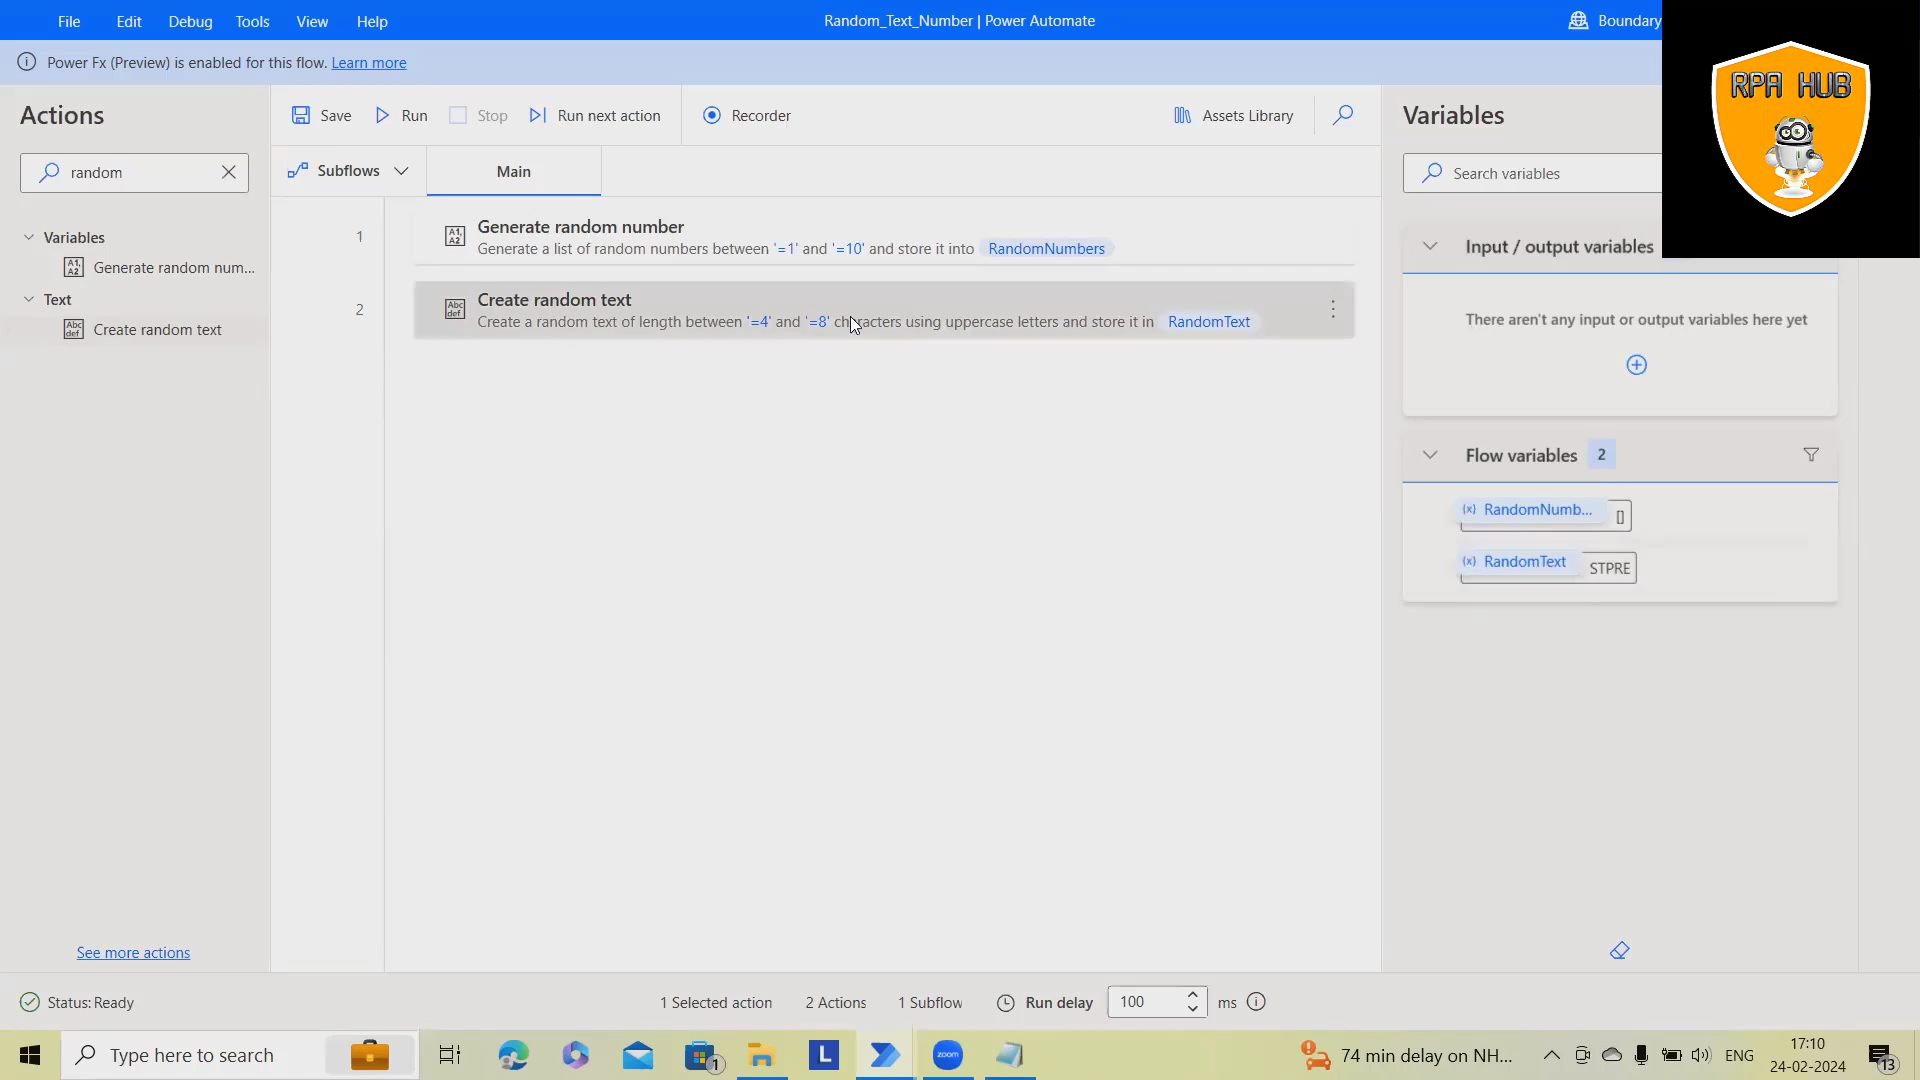 File Edit Debug Tools View Help Random_Text_Number | Power Automate Boundary
Power Fx (Preview) is enabled for this flow. Learn more
RPA HUB
Actions
Save Run Stop Run next action Recorder Assets Library
Variables
random
Subflows Main
Search variables
Variables
Generate random num...
Text
Create random text
1
Generate random number
Generate a list of random numbers between '=1' and '=10' and store it into RandomNumbers
2
Create random text
Create a random text of length between '=4' and '=8' characters using uppercase letters and store it in RandomText
Input / output variables
There aren't any input or output variables here yet
Flow variables 2
(x) RandomNumb... []
(x) RandomText STPRE
See more actions
Status: Ready 1 Selected action 2 Actions 1 Subflow Run delay 100 ms
Type here to search 1 L zoom 74 min delay on NH... ENG 17:10
24-02-2024 13